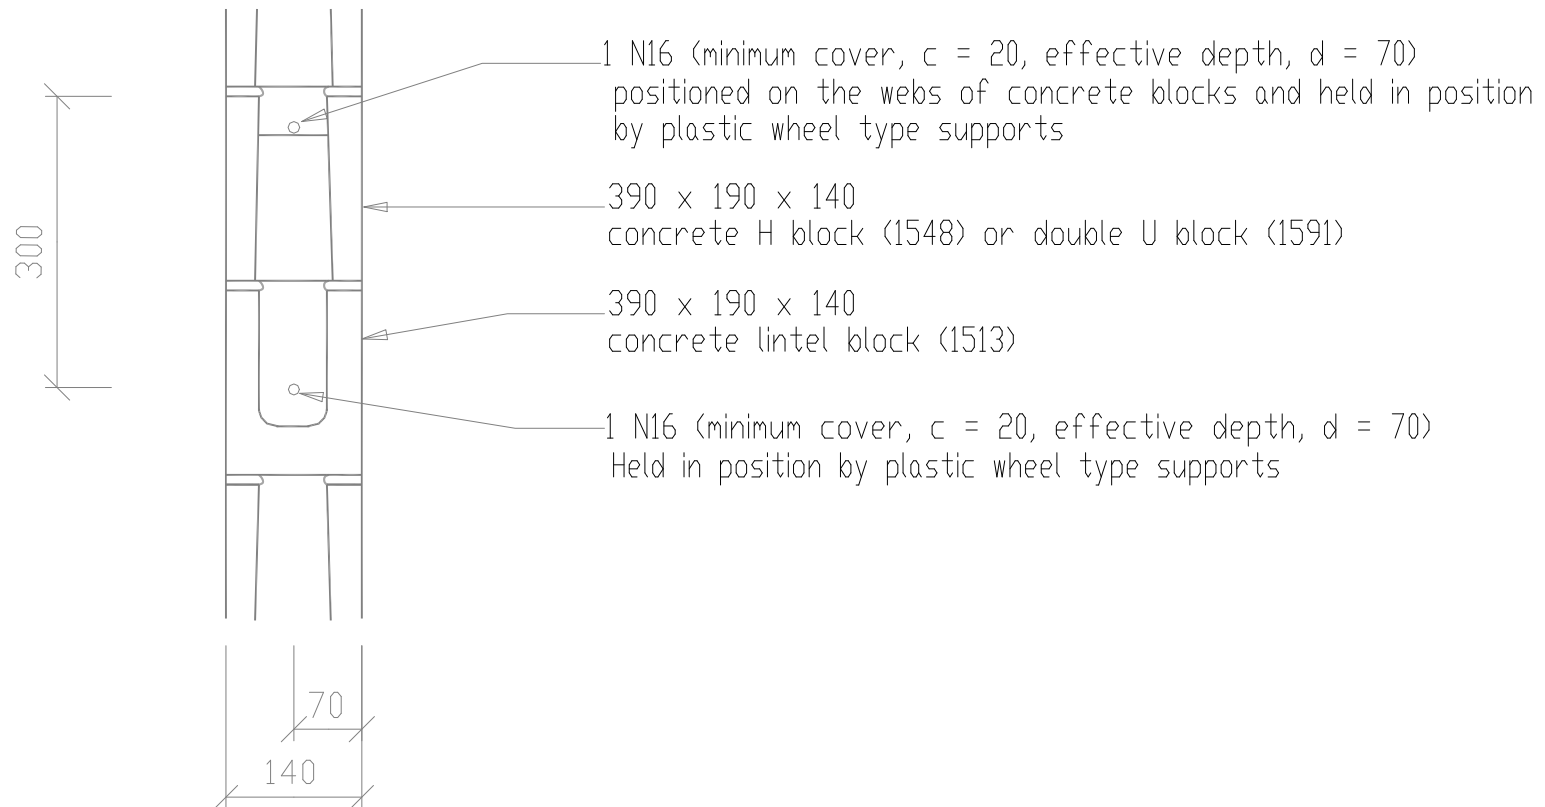 1 N16 (minimum cover, c = 20, effective depth, d = 70)
positioned on the webs of concrete blocks and held in position
by plastic wheel type supports
390 x 190 x 140
concrete H block (1548) or double U block (1591)
300
390 x 190 x 140
concrete lintel block (1513)
1 N16 (minimum cover, c = 20, effective depth, d = 70)
Held in position by plastic wheel type supports
70
140